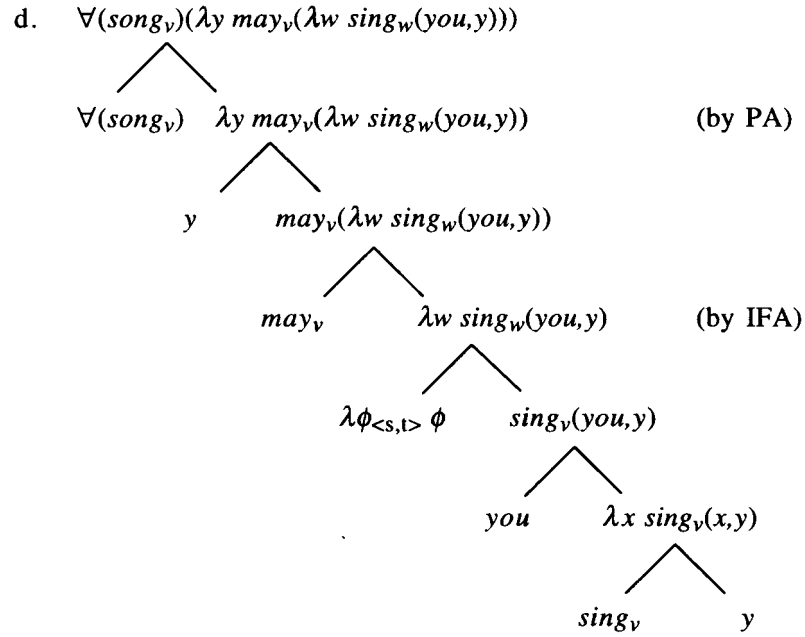 d. ∀(song_v)(λy may_v(λw sing_w(you,y)))
∀(song_v) λy may_v(λw sing_w(you,y)) (by PA)
y may_v(λw sing_w(you,y))
may_v λw sing_w(you,y) (by IFA)
λϕ_<s,t> ϕ sing_v(you,y)
you λx sing_v(x,y)
sing_v y